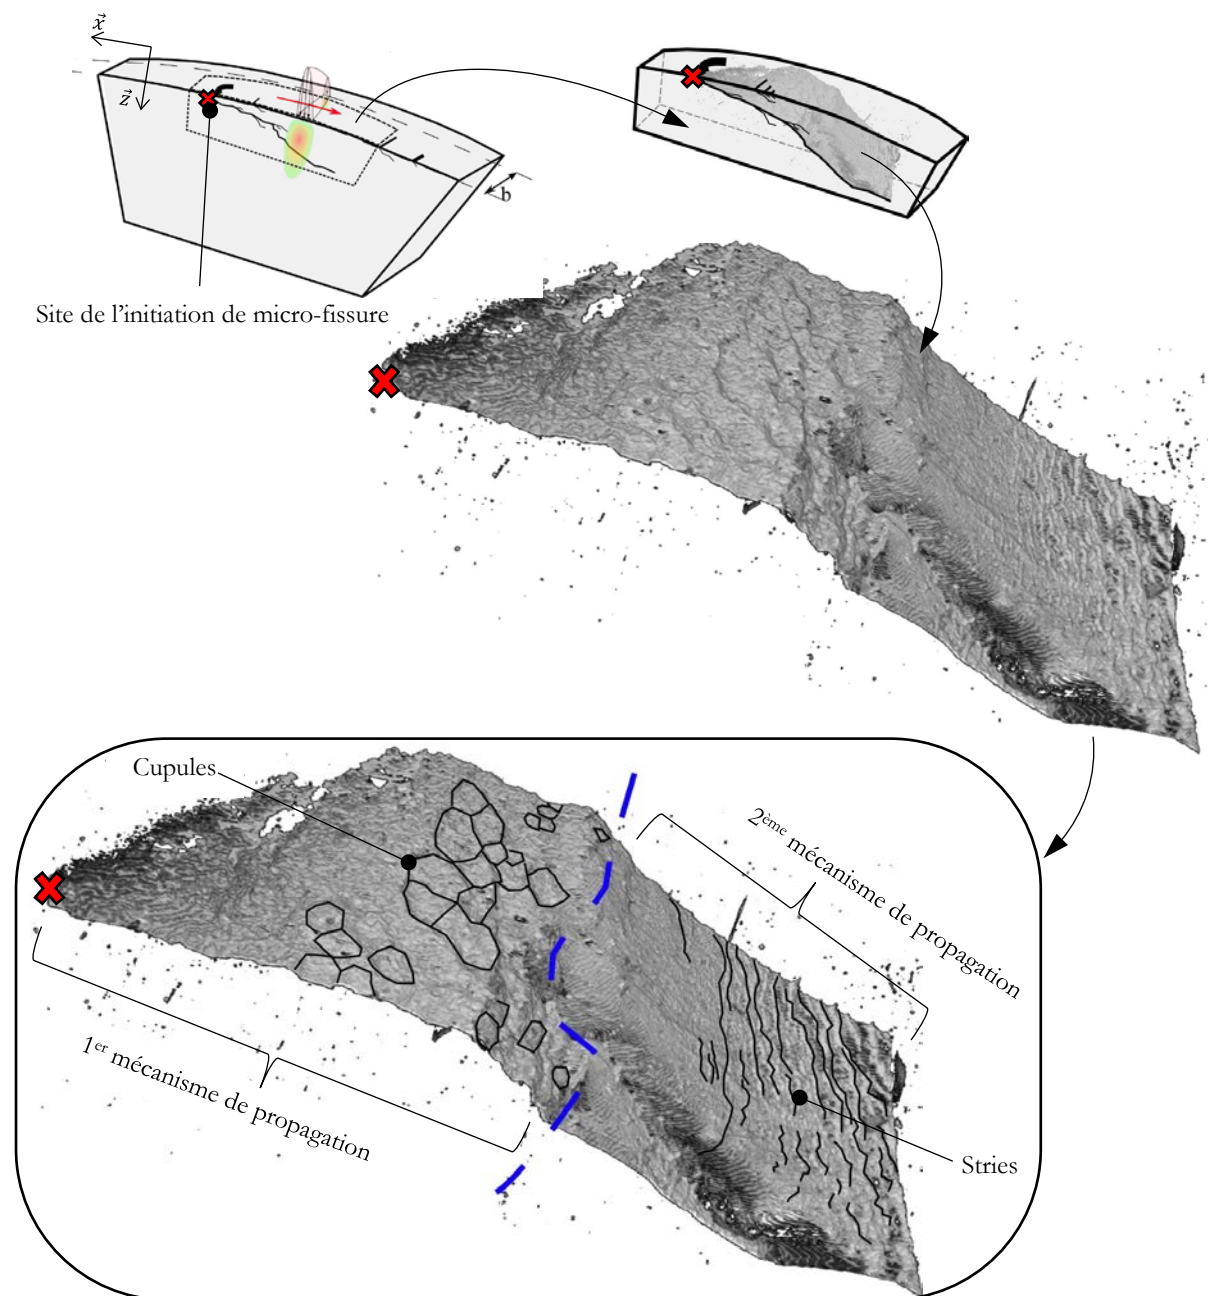 x⃗
z⃗
b
Site de l’initiation de micro-fissure
Cupules
2ème mécanisme de propagation
1er mécanisme de propagation
Stries